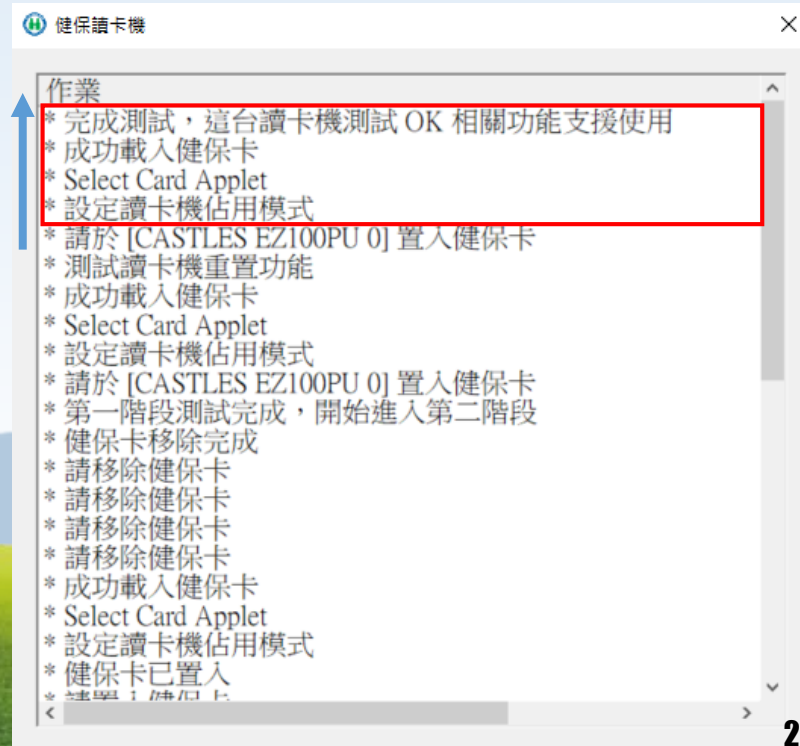 健保讀卡機
作業
* 完成測試，這台讀卡機測試 OK 相關功能支援使用
* 成功載入健保卡
* Select Card Applet
* 設定讀卡機佔用模式
* 請於 [CASTLES EZ100PU 0] 置入健保卡
* 測試讀卡機重置功能
* 成功載入健保卡
* Select Card Applet
* 設定讀卡機佔用模式
* 請於 [CASTLES EZ100PU 0] 置入健保卡
* 第一階段測試完成，開始進入第二階段
* 健保卡移除完成
* 請移除健保卡
* 請移除健保卡
* 請移除健保卡
* 請移除健保卡
* 成功載入健保卡
* Select Card Applet
* 設定讀卡機佔用模式
* 健保卡已置入
* 請置入健保卡
2